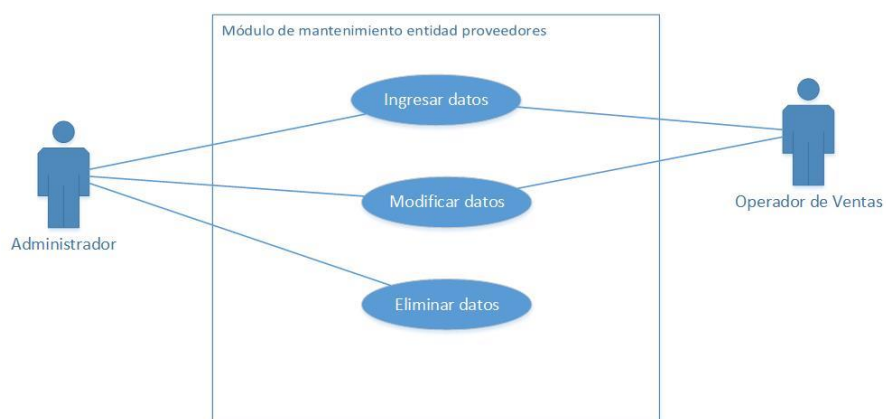 Módulo de mantenimiento entidad proveedores
Ingresar datos
Modificar datos
Eliminar datos
Administrador
Operador de Ventas